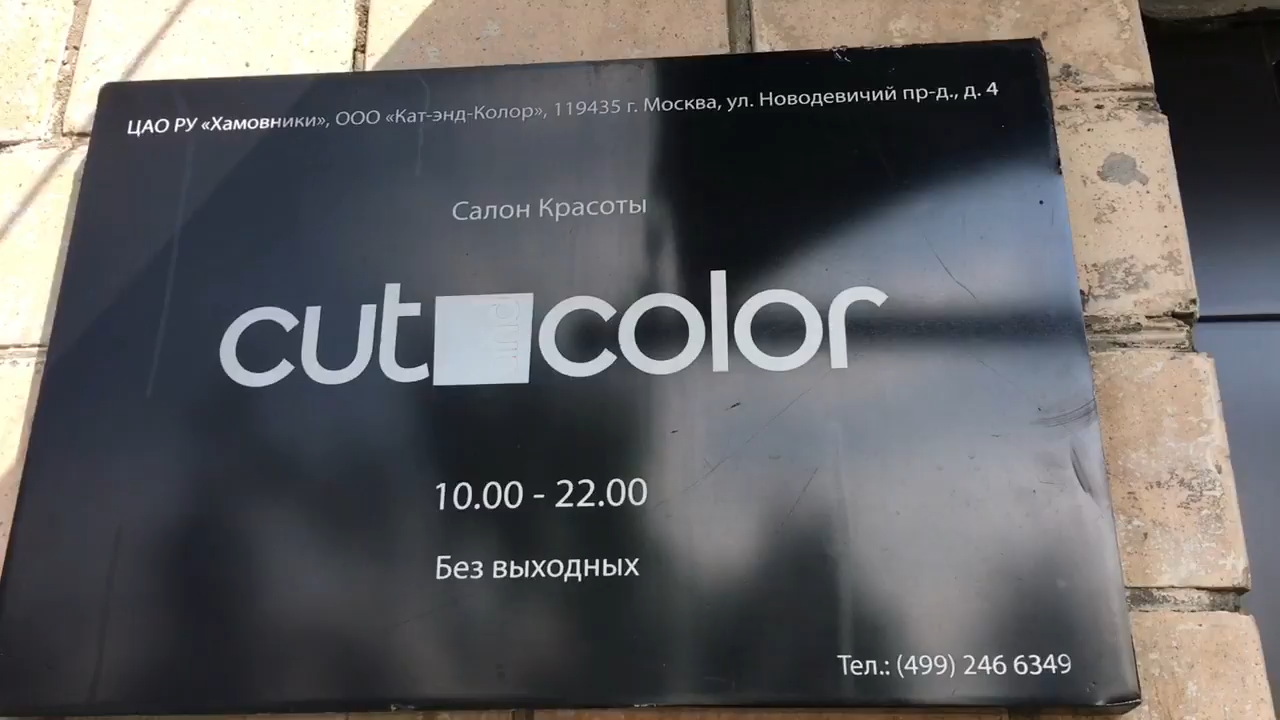 ЦАО РУ «Хамовники», ООО «Кат-энд-Колор», 119435 г. Москва, ул. Новодевичий пр-д., д. 4
Салон Красоты
cut color
10.00 - 22.00
Без выходных
Тел.: (499) 246 6349